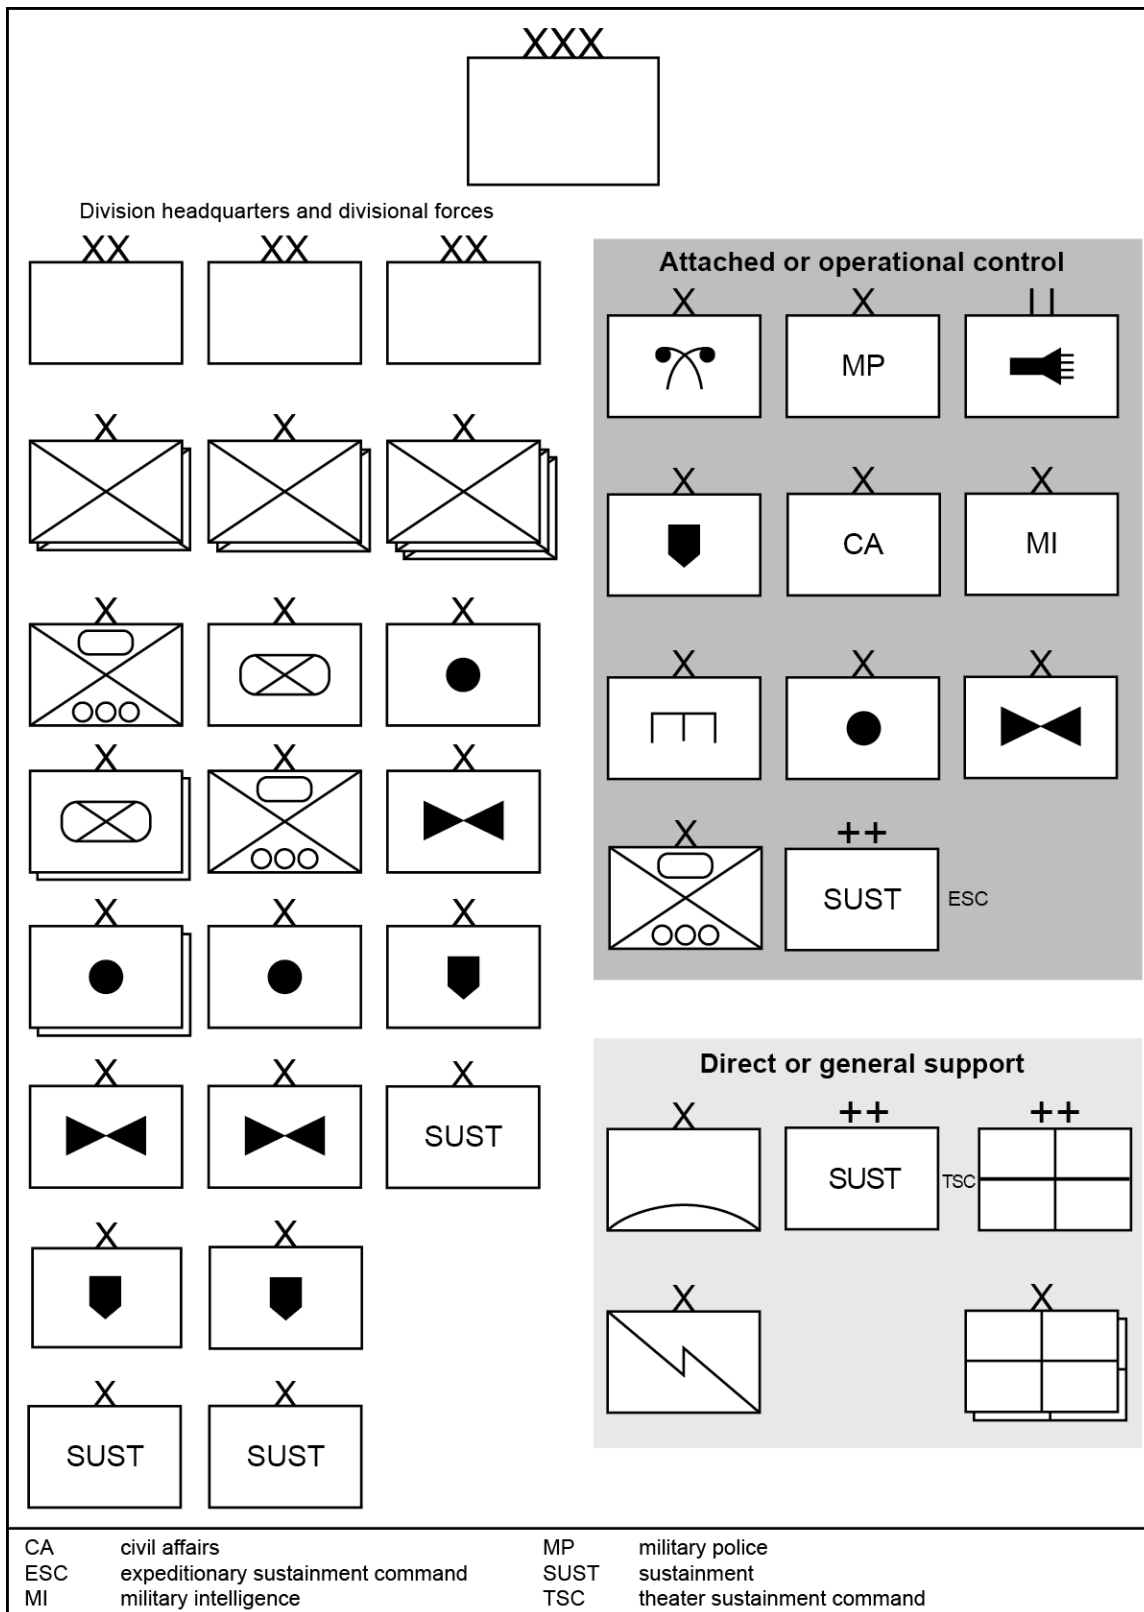 XXX
Division headquarters and divisional forces
XX XX XX
Attached or operational control
X X ||
MP
X X X
X X X
CA MI
X X X
X X X
X X X
X ++
SUST ESC
X X X
Direct or general support
X X X
SUST
X ++ ++
SUST TSC
X X
X X
X X
SUST SUST
CA civil affairs
ESC expeditionary sustainment command
MI military intelligence
MP military police
SUST sustainment
TSC theater sustainment command